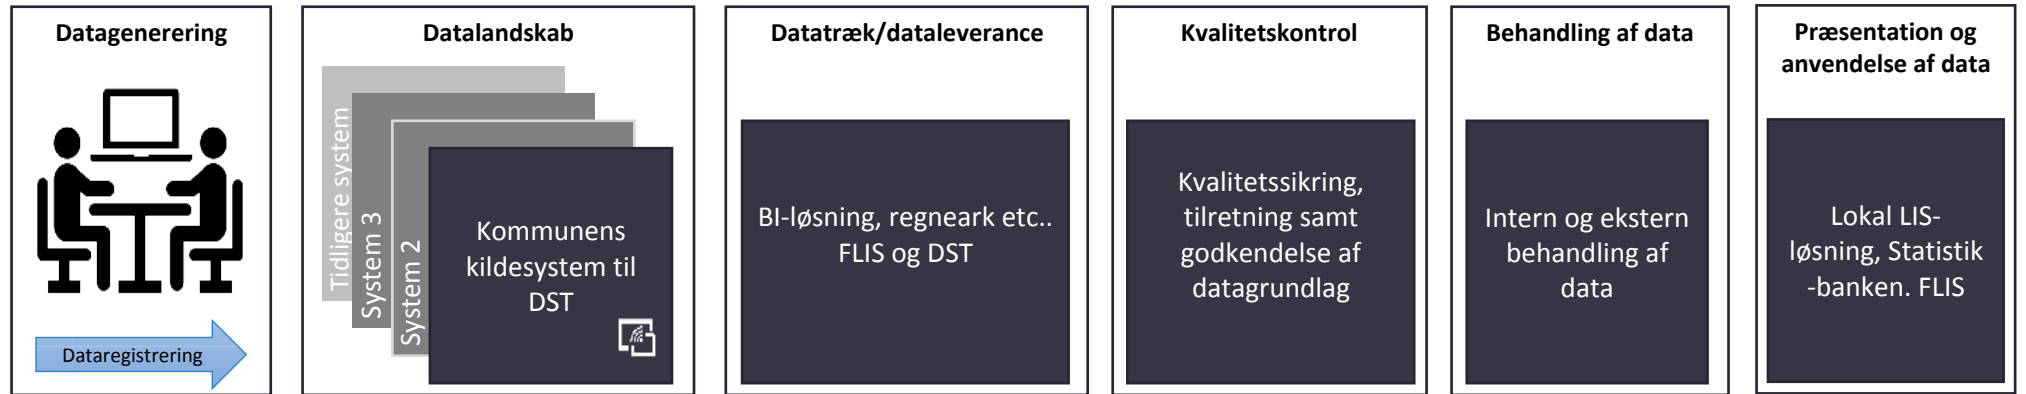 Datagenerering
Dataregistrering
Datalandskab
Tidligere system
System 3
System 2
Kommunens
kildesystem til
DST
Datatræk/dataleverance
BI-løsning, regneark etc..
FLIS og DST
Kvalitetskontrol
Kvalitetssikring,
tilretning samt
godkendelse af
datagrundlag
Behandling af data
Intern og ekstern
behandling af
data
Præsentation og
anvendelse af data
Lokal LIS-
løsning, Statistik
-banken. FLIS